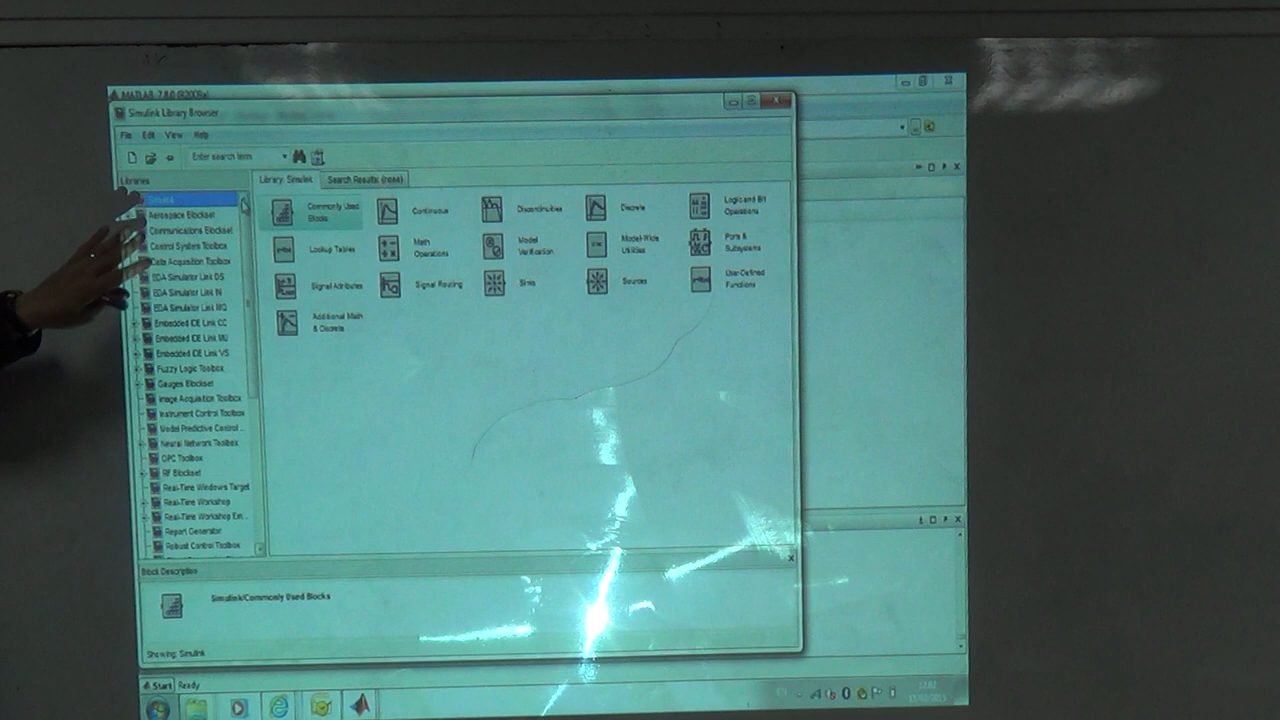 MATLAB 7.8.0 (R2009a)
Simulink Library Browser
File Edit View Help
Enter search term
Libraries
Library: Simulink
Search Results: (none)
Simulink
Aerospace Blockset
Communications Blockset
Control System Toolbox
Data Acquisition Toolbox
EDA Simulator Link DS
EDA Simulator Link IN
EDA Simulator Link MQ
Embedded IDE Link CC
Embedded IDE Link MU
Embedded IDE Link VS
Fuzzy Logic Toolbox
Gauges Blockset
Image Acquisition Toolbox
Instrument Control Toolbox
Model Predictive Control ...
Neural Network Toolbox
OPC Toolbox
RF Blockset
Real-Time Windows Target
Real-Time Workshop
Real-Time Workshop Em...
Report Generator
Robust Control Toolbox
Commonly Used
Blocks
Continuous
Discontinuities
Discrete
Logic and Bit
Operations
Lookup Tables
Math
Operations
Model
Verification
Model-Wide
Utilities
Ports &
Subsystems
Signal Attributes
Signal Routing
Sinks
Sources
User-Defined
Functions
Additional Math
& Discrete
Block Description
Simulink/Commonly Used Blocks
Showing: Simulink
Start Ready
EN